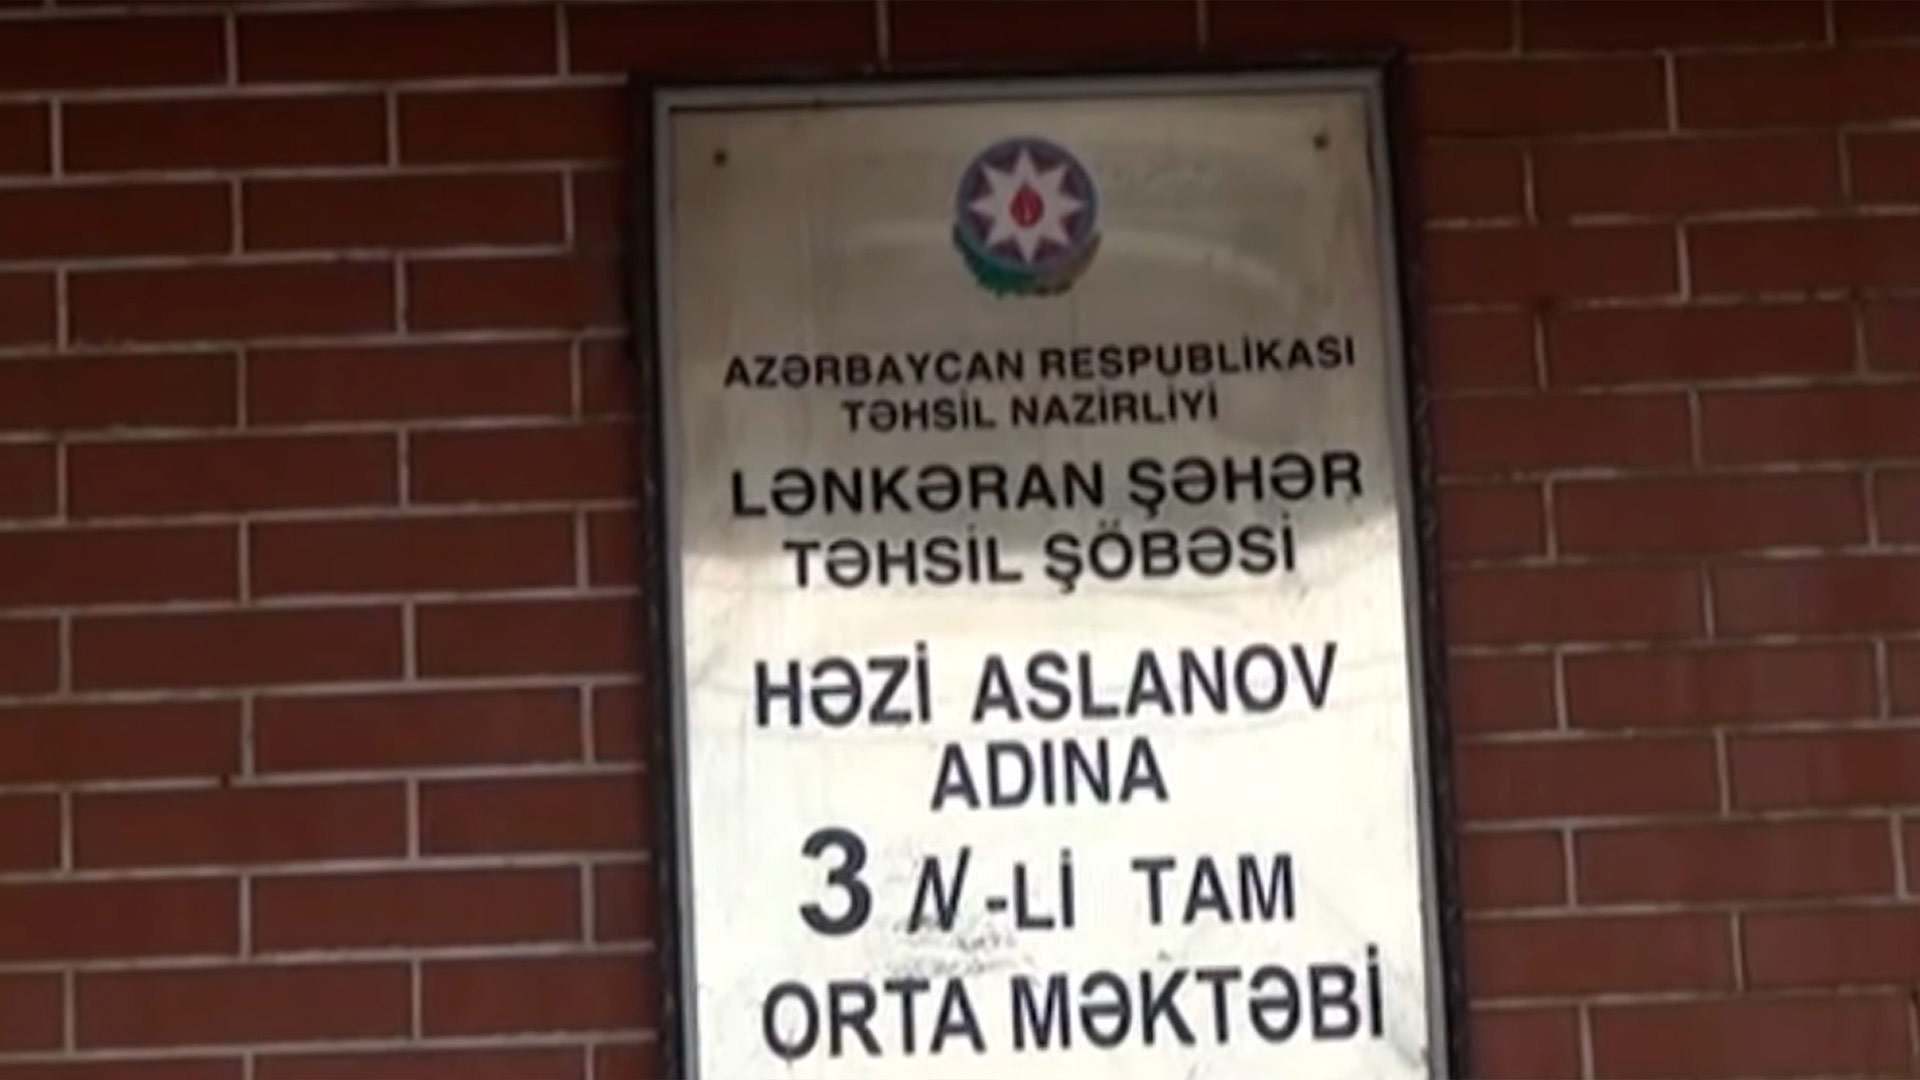 AZƏRBAYCAN RESPUBLİKASI
TƏHSİL NAZİRLİYİ
LƏNKƏRAN ŞƏHƏR
TƏHSİL ŞÖBƏSİ
HƏZİ ASLANOV
ADINA
3 N-Lİ TAM
ORTA MƏKTƏBİ